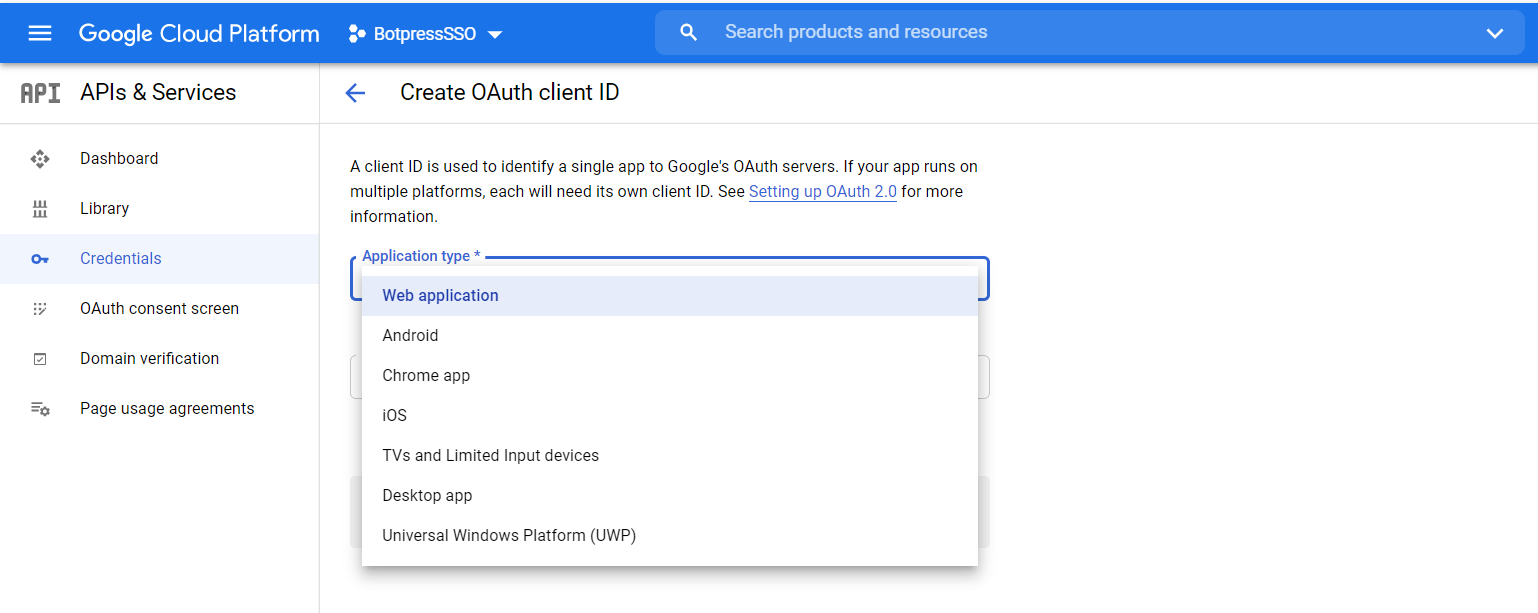 Google Cloud Platform
BotpressSSO
Search products and resources
API
APIs & Services
Create OAuth client ID
Dashboard
Library
Credentials
OAuth consent screen
Domain verification
Page usage agreements
A client ID is used to identify a single app to Google's OAuth servers. If your app runs on
multiple platforms, each will need its own client ID. See Setting up OAuth 2.0 for more
information.
Application type *
Web application
Android
Chrome app
iOS
TVs and Limited Input devices
Desktop app
Universal Windows Platform (UWP)